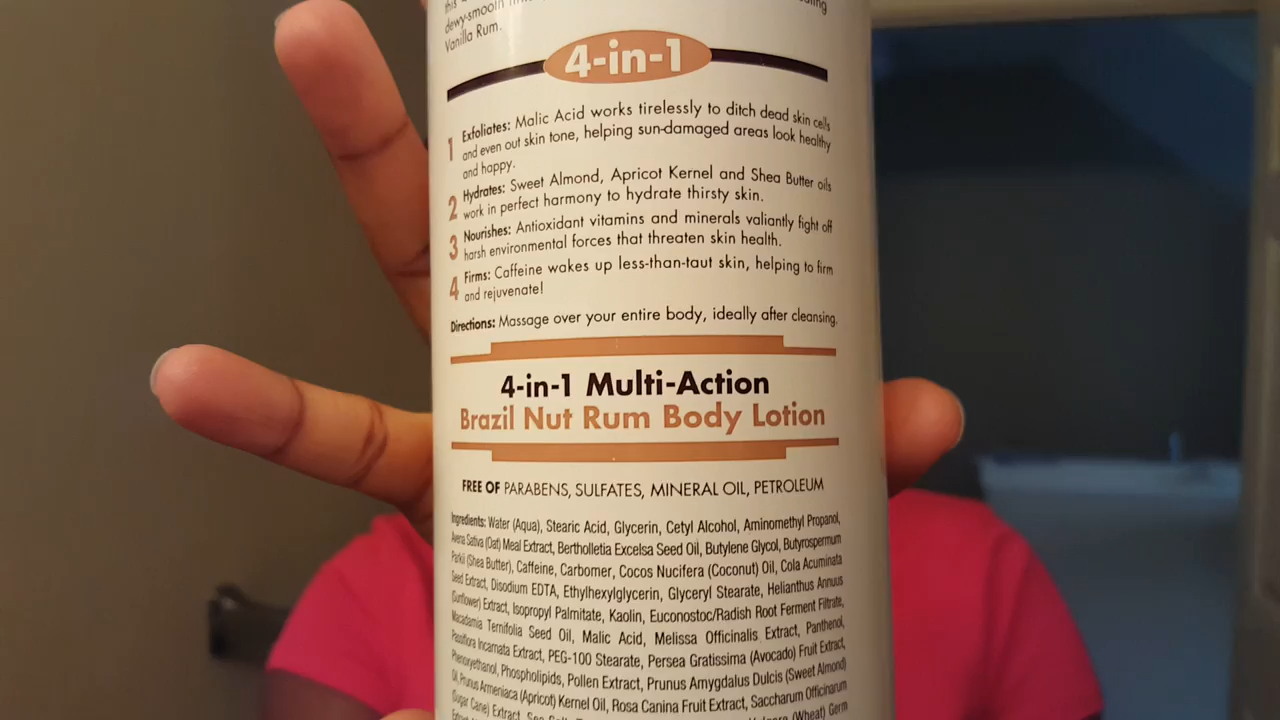 this
dewy-smooth
Vanilla Rum.
4-in-1
1 Exfoliates: Malic Acid works tirelessly to ditch dead skin cells
and even out skin tone, helping sun-damaged areas look healthy
and happy.
2 Hydrates: Sweet Almond, Apricot Kernel and Shea Butter oils
work in perfect harmony to hydrate thirsty skin.
3 Nourishes: Antioxidant vitamins and minerals valiantly fight off
harsh environmental forces that threaten skin health.
4 Firms: Caffeine wakes up less-than-taut skin, helping to firm
and rejuvenate!
Directions: Massage over your entire body, ideally after cleansing.
4-in-1 Multi-Action
Brazil Nut Rum Body Lotion
FREE OF PARABENS, SULFATES, MINERAL OIL, PETROLEUM
Ingredients: Water (Aqua), Stearic Acid, Glycerin, Cetyl Alcohol, Aminomethyl Propanol,
Avena Sativa (Oat) Meal Extract, Bertholletia Excelsa Seed Oil, Butylene Glycol, Butyrospermum
Parkii (Shea Butter), Caffeine, Carbomer, Cocos Nucifera (Coconut) Oil, Cola Acuminata
Seed Extract, Disodium EDTA, Ethylhexylglycerin, Glyceryl Stearate, Helianthus Annuus
(Sunflower) Extract, Isopropyl Palmitate, Kaolin, Euconostoc/Radish Root Ferment Filtrate,
Macadamia Ternifolia Seed Oil, Malic Acid, Melissa Officinalis Extract, Panthenol,
Passiflora Incarnata Extract, PEG-100 Stearate, Persea Gratissima (Avocado) Fruit Extract,
Phenoxyethanol, Phospholipids, Pollen Extract, Prunus Amygdalus Dulcis (Sweet Almond)
Oil, Prunus Armeniaca (Apricot) Kernel Oil, Rosa Canina Fruit Extract, Saccharum Officinarum
(Sugar Cane) Extract, Sea (Wheat) Germ